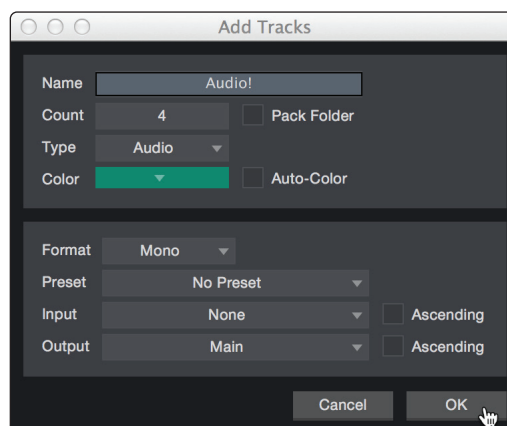 Add Tracks
Name Audio!
Count 4 Pack Folder
Type Audio
Color Auto-Color
Format Mono
Preset No Preset
Input None Ascending
Output Main Ascending
Cancel OK